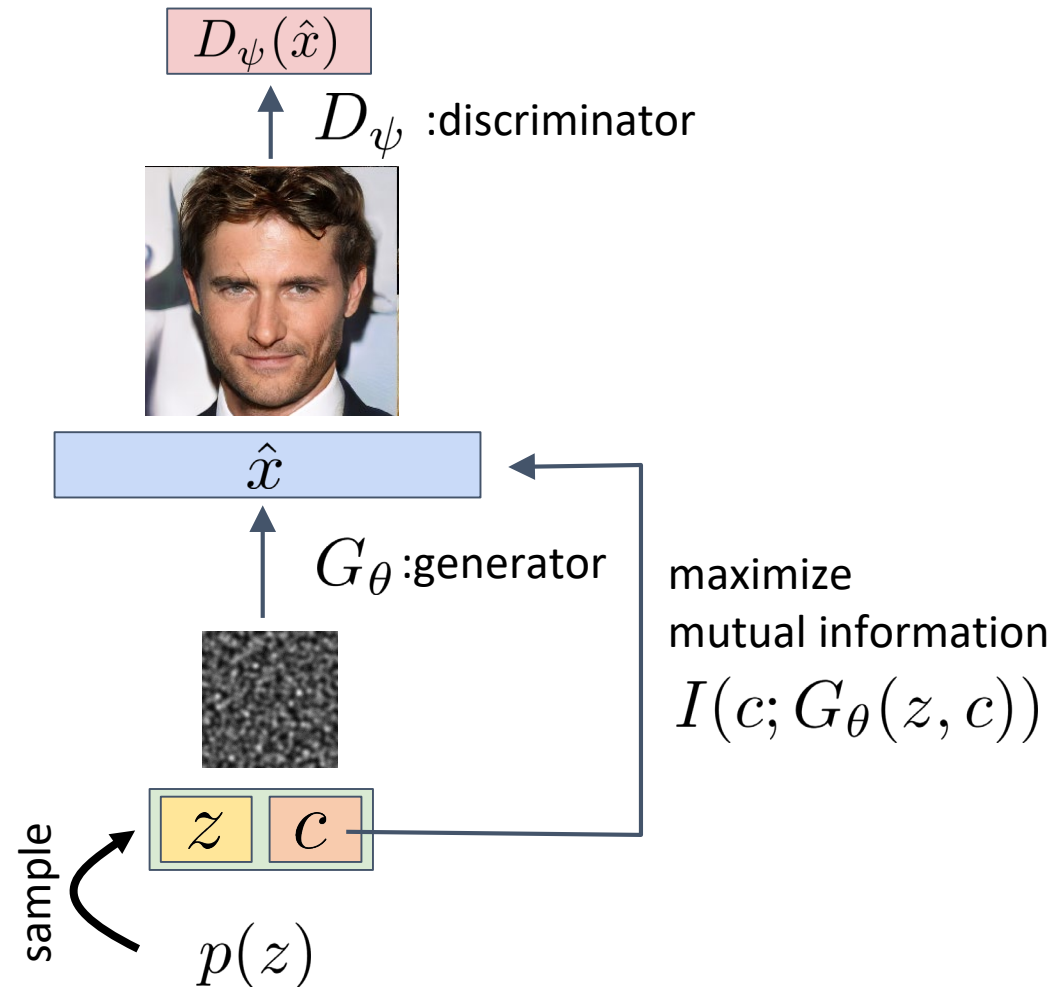 D_ψ(x̂)
D_ψ :discriminator
x̂
G_θ :generator
maximize
mutual information
I(c; G_θ(z, c))
z c
sample
p(z)